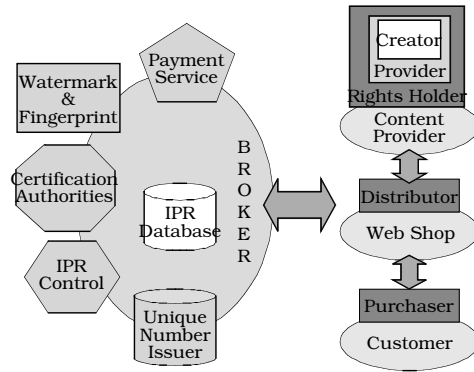 Payment
Service
Watermark
&
Fingerprint
Certification
Authorities
IPR
Control
IPR
Database
Unique
Number
Issuer
BROKER
Creator
Provider
Rights Holder
Content
Provider
Distributor
Web Shop
Purchaser
Customer